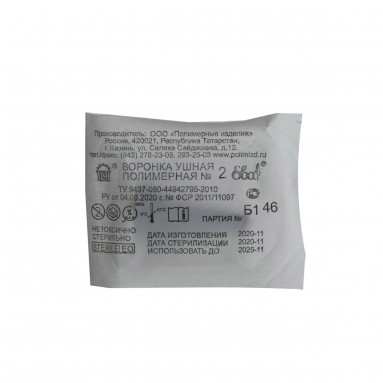 Производитель: ООО «Полимерные изделия»
Россия, 420021, Республика Татарстан,
г. Казань, ул. Салиха Сайдашева, д.12.
тел./факс: (843) 278-23-05, 293-25-03 www.polimizd.ru
ВОРОНКА УШНАЯ
ПОЛИМЕРНАЯ № 2
ТУ 9437-080-44942795-2010
РУ от 04.09.2020 г. № ФСР 2011/11097
ПАРТИЯ № Б1 46
НЕТОКСИЧНО
СТЕРИЛЬНО
STERILE EO
ДАТА ИЗГОТОВЛЕНИЯ 2020-11
ДАТА СТЕРИЛИЗАЦИИ 2020-11
ИСПОЛЬЗОВАТЬ ДО 2025-11